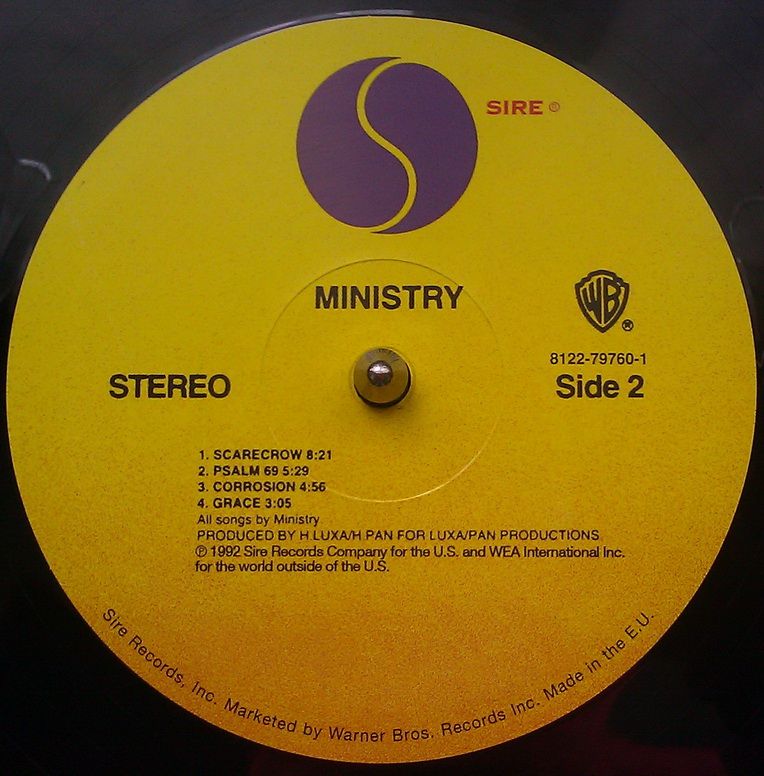 SIRE ®
MINISTRY
WB ®
8122-79760-1
STEREO
Side 2
1. SCARECROW 8:21
2. PSALM 69 5:29
3. CORROSION 4:56
4. GRACE 3:05
All songs by Ministry
PRODUCED BY H.LUXA/H PAN FOR LUXA/PAN PRODUCTIONS
℗ 1992 Sire Records Company for the U.S. and WEA International Inc.
for the world outside of the U.S.
Sire Records, Inc. Marketed by Warner Bros. Records Inc. Made in the E.U.